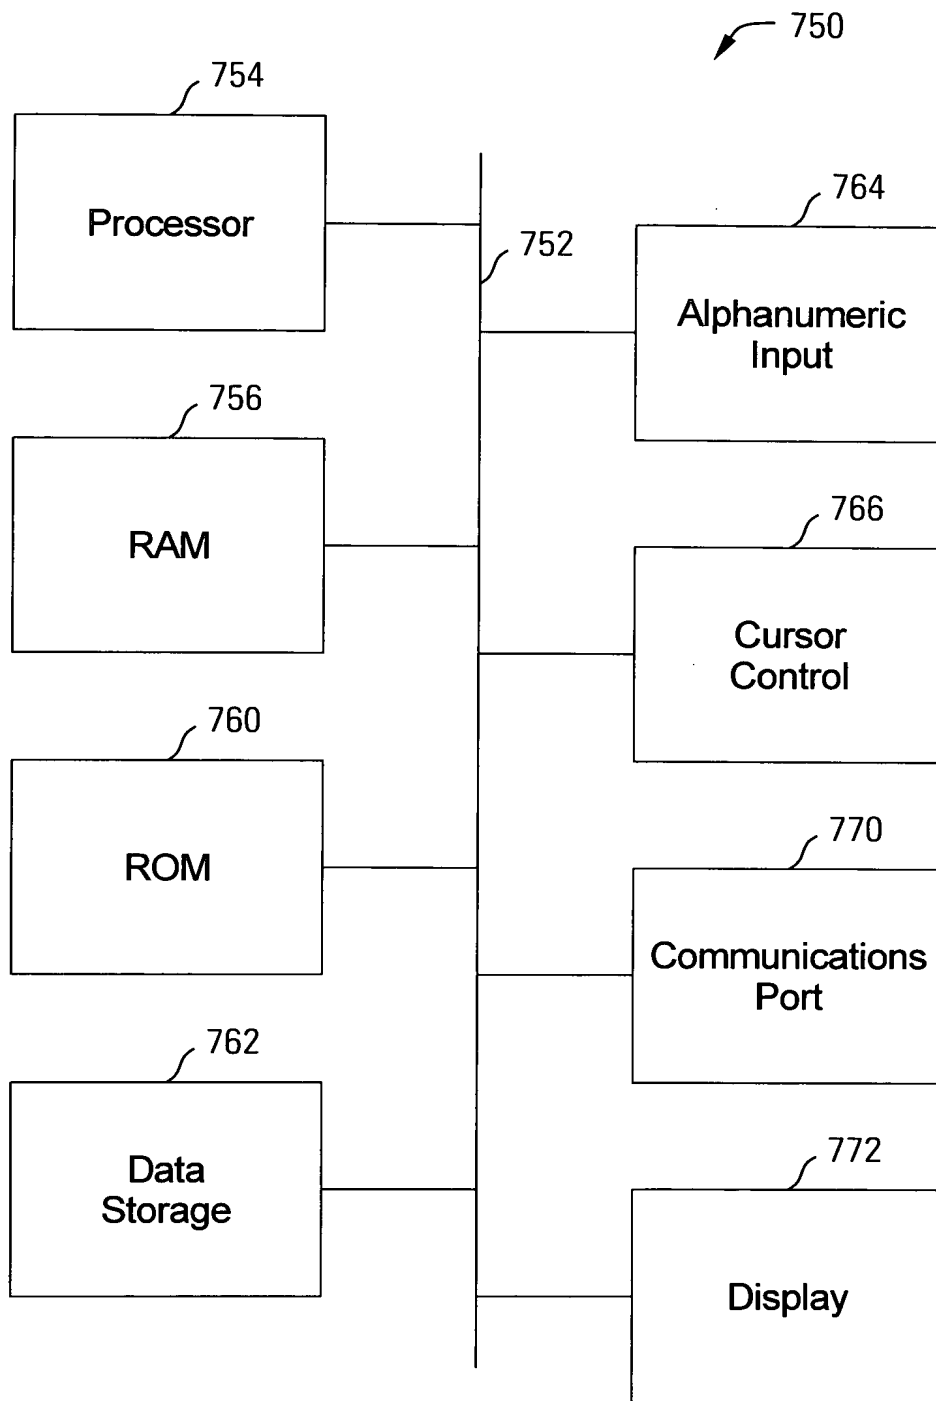 750
754
Processor
752
764
Alphanumeric
Input
756
RAM
766
Cursor
Control
760
ROM
770
Communications
Port
762
Data
Storage
772
Display